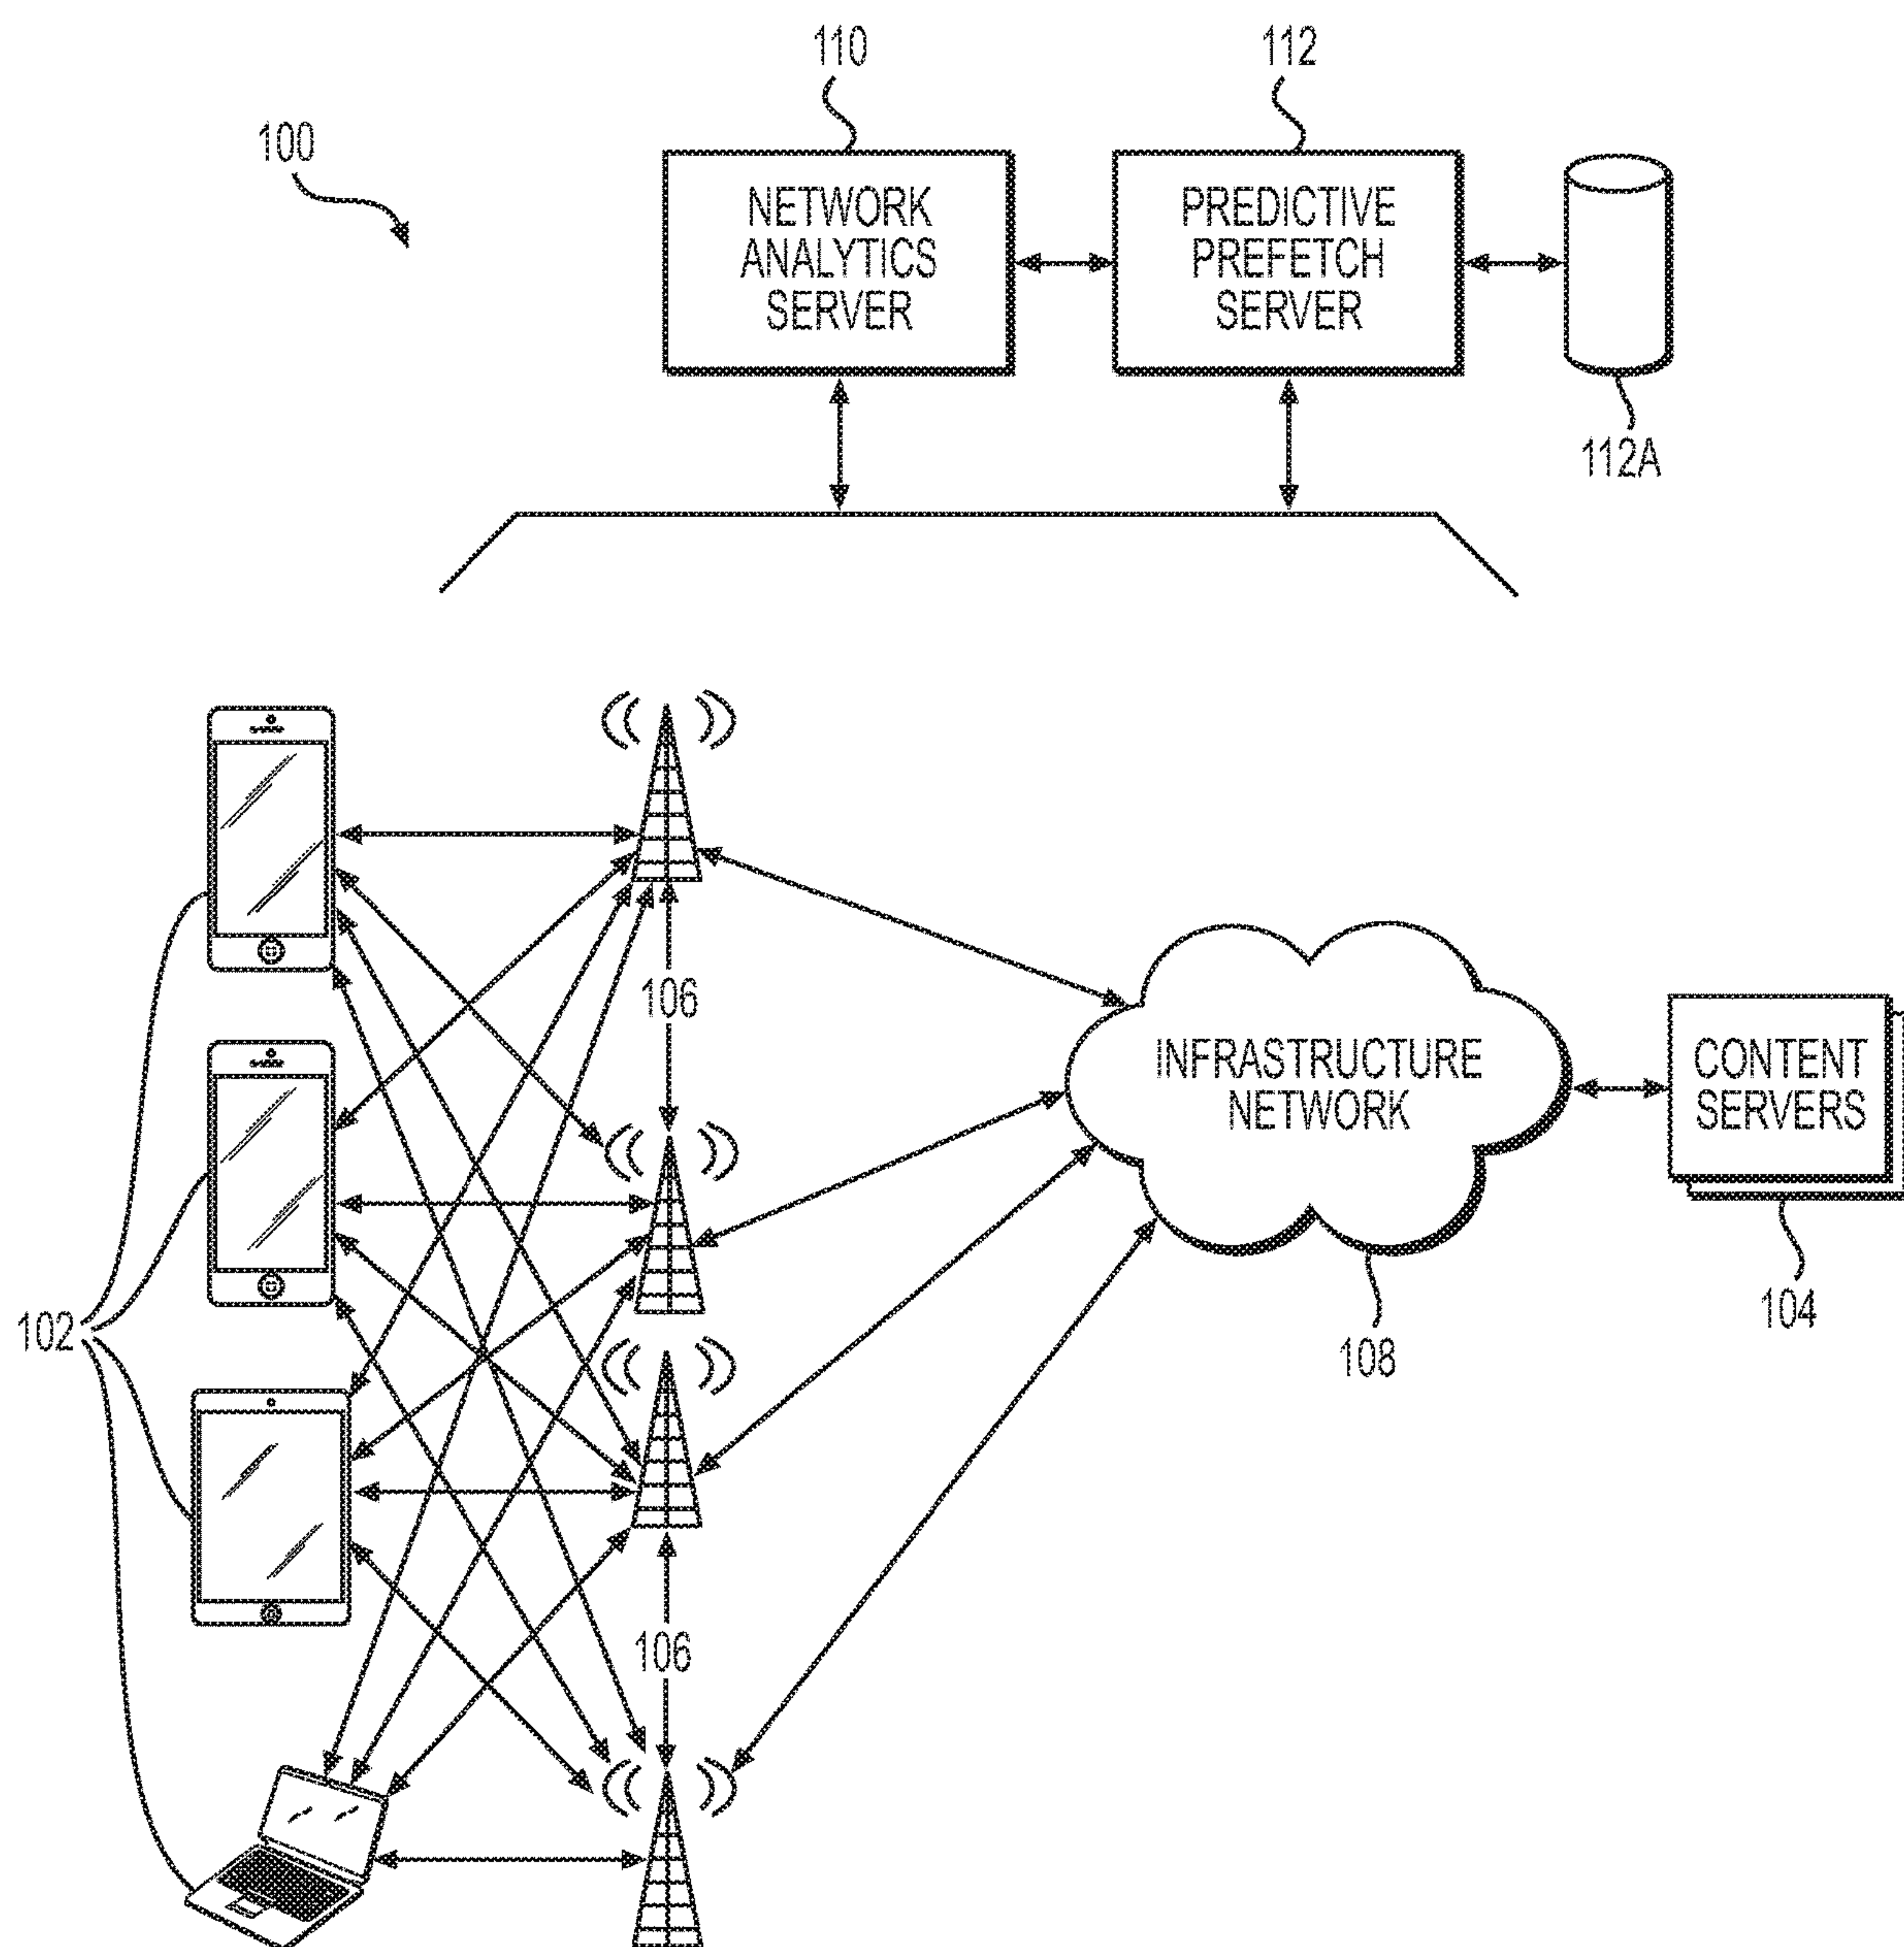 110
112
100
NETWORK
ANALYTICS
SERVER
PREDICTIVE
PREFETCH
SERVER
112A
106
INFRASTRUCTURE
NETWORK
CONTENT
SERVERS
102
108
104
106